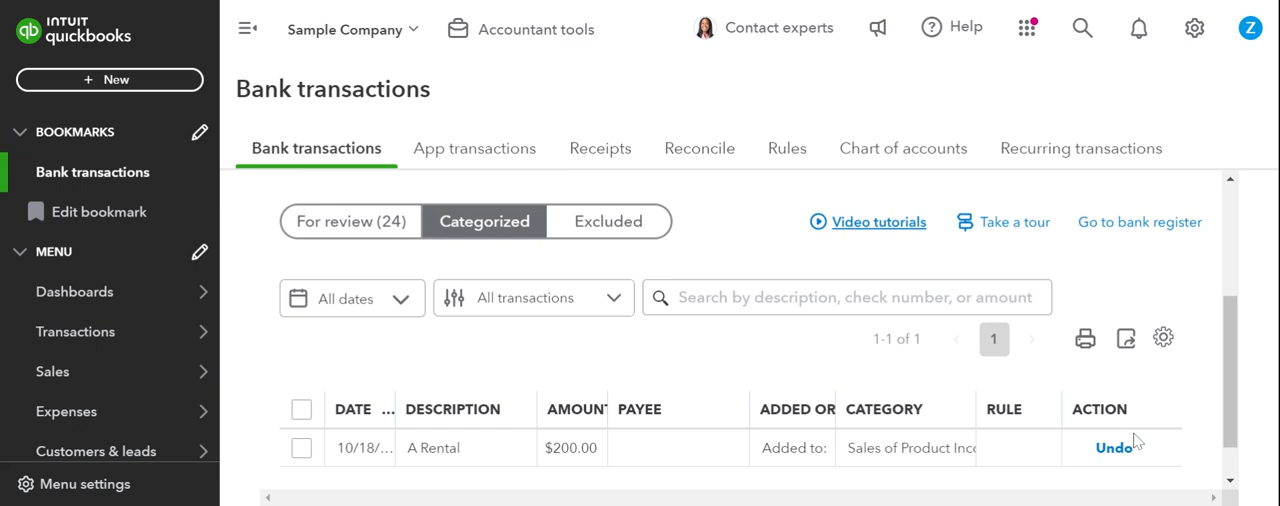 INTUIT
quickbooks
Sample Company
Accountant tools
Contact experts
Help
Z
+ New
Bank transactions
BOOKMARKS
Bank transactions
Edit bookmark
MENU
Dashboards
Transactions
Sales
Expenses
Customers & leads
Menu settings
Bank transactions App transactions Receipts Reconcile Rules Chart of accounts Recurring transactions
For review (24) Categorized Excluded
Video tutorials Take a tour Go to bank register
All dates All transactions Search by description, check number, or amount
1-1 of 1 < 1 >
DATE ... DESCRIPTION AMOUNT PAYEE ADDED OR CATEGORY RULE ACTION
10/18/... A Rental $200.00 Added to: Sales of Product Inc Undo